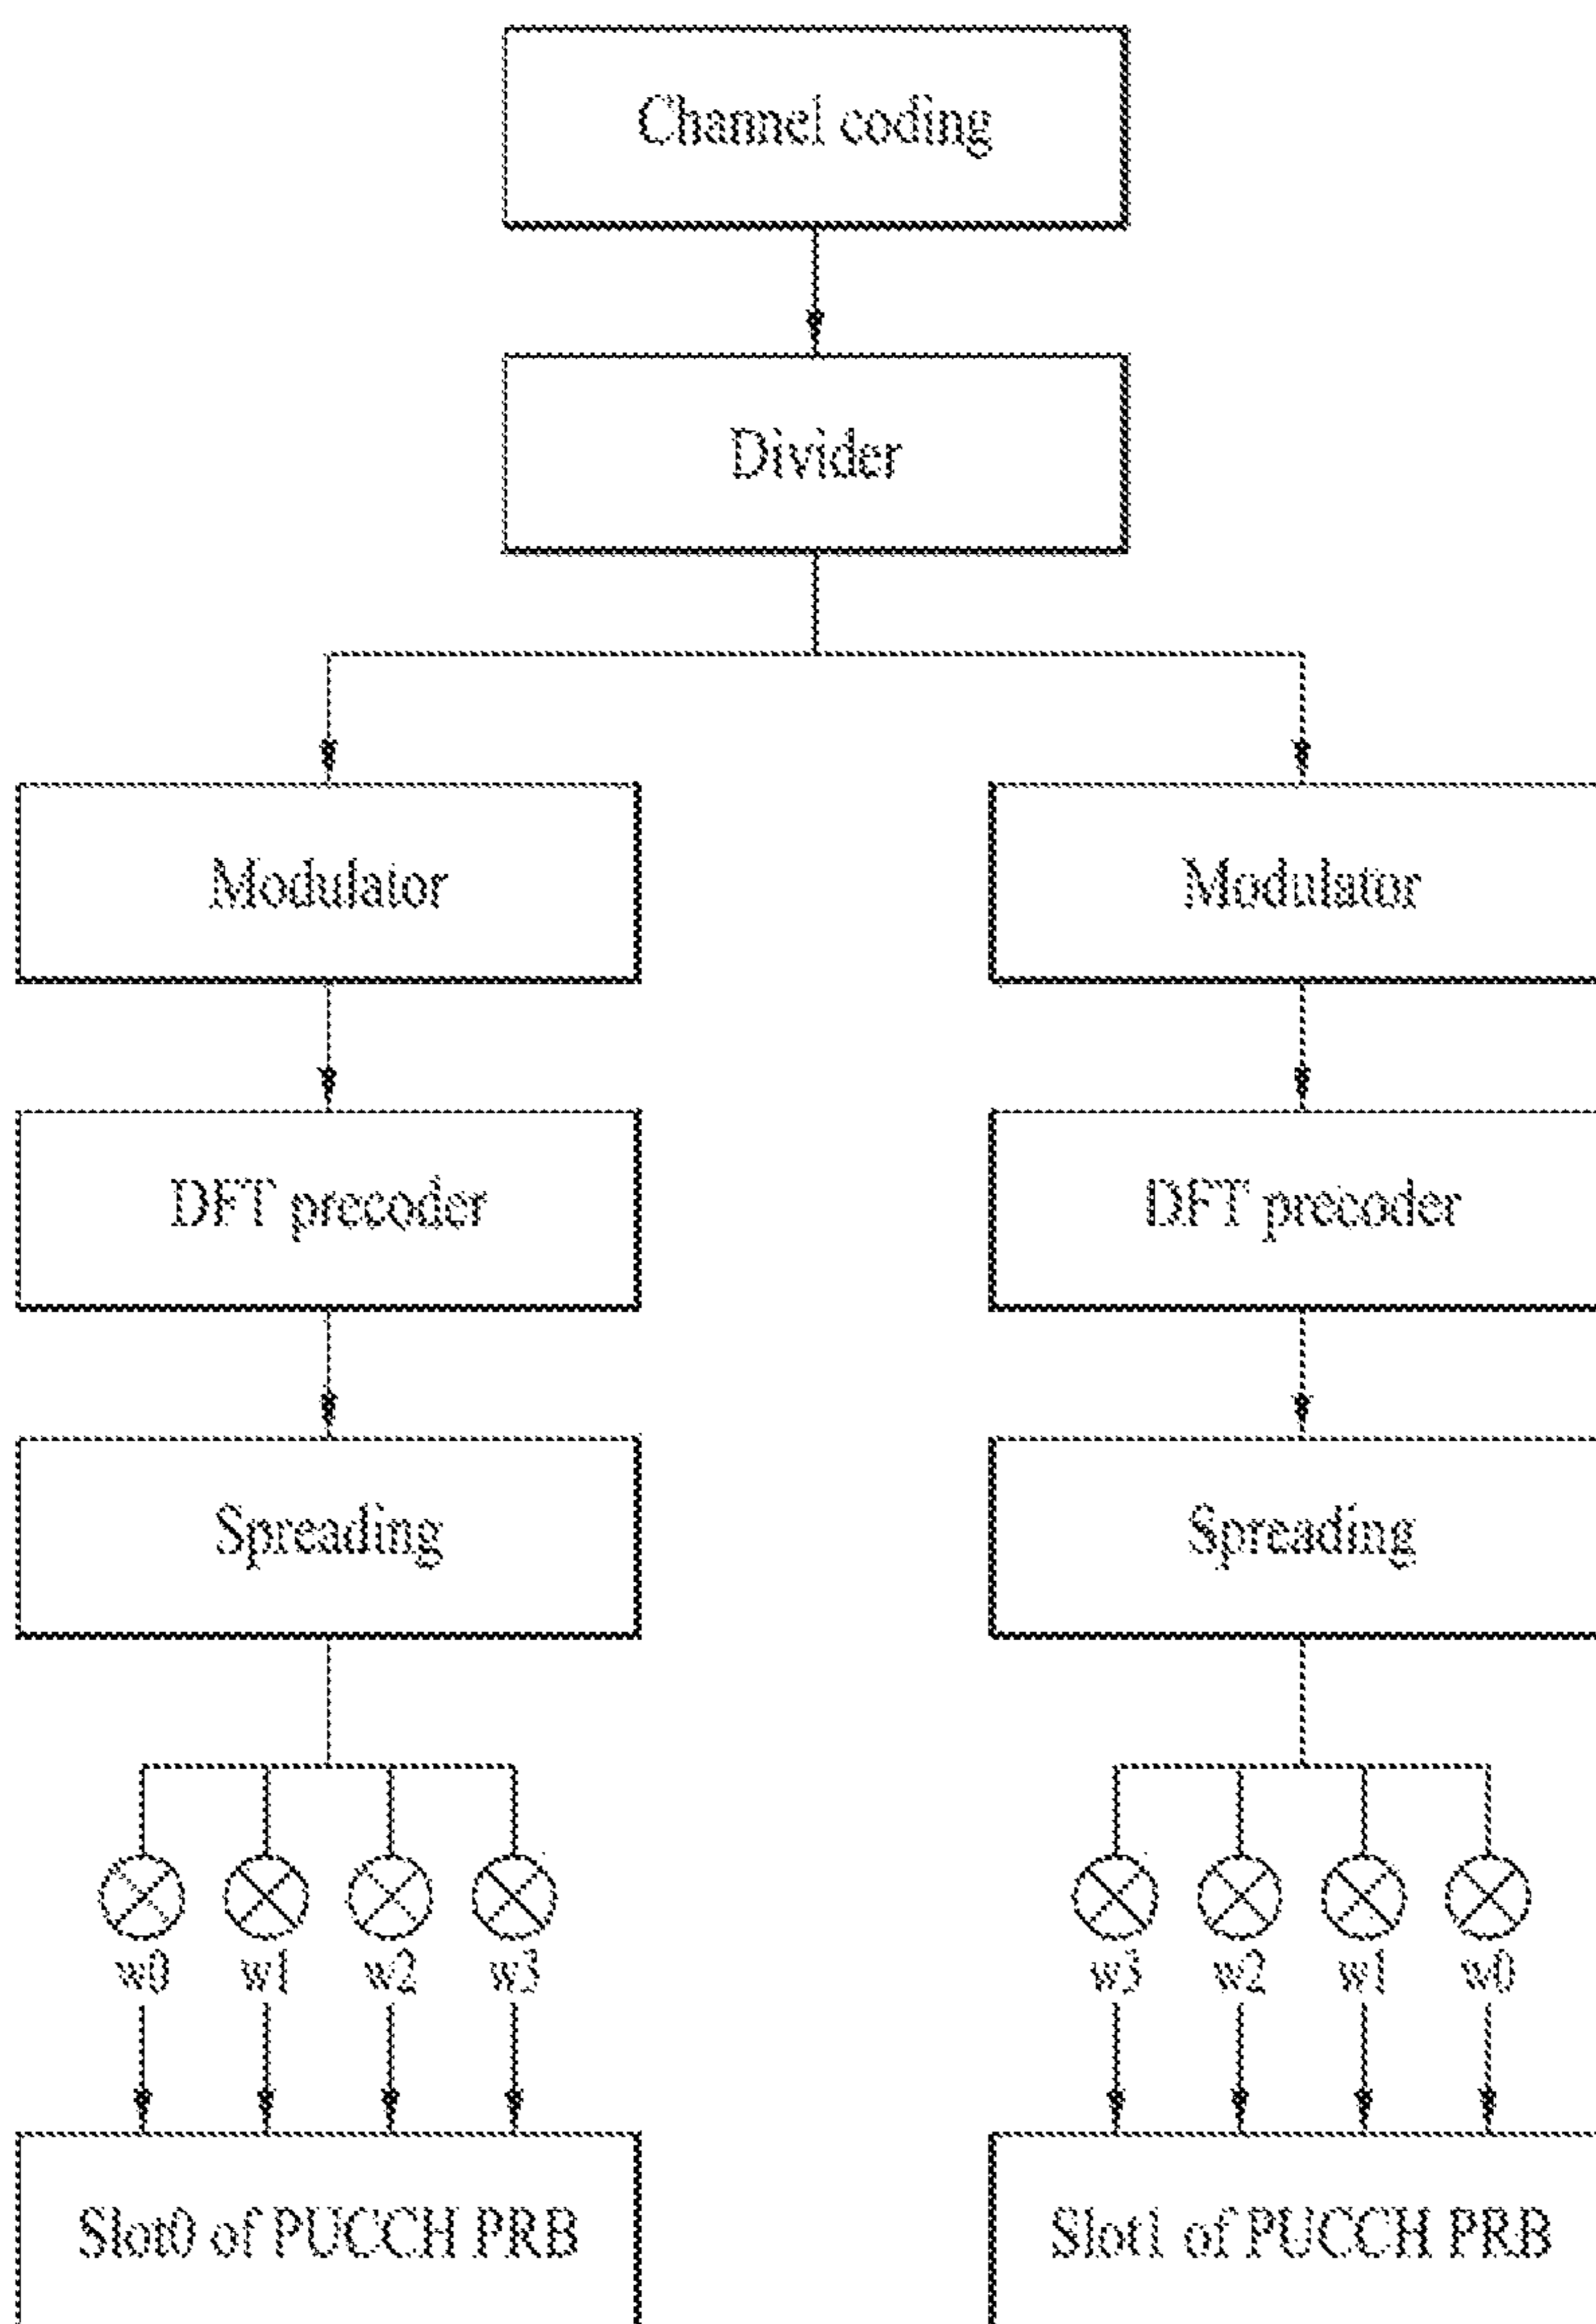 Channel coding
Divider
Modulator Modulator
DFT precoder DFT precoder
Spreading Spreading
w0 w1 w2 w3 w3 w2 w1 w0
Slot0 of PUCCH PRB Slot1 of PUCCH PRB